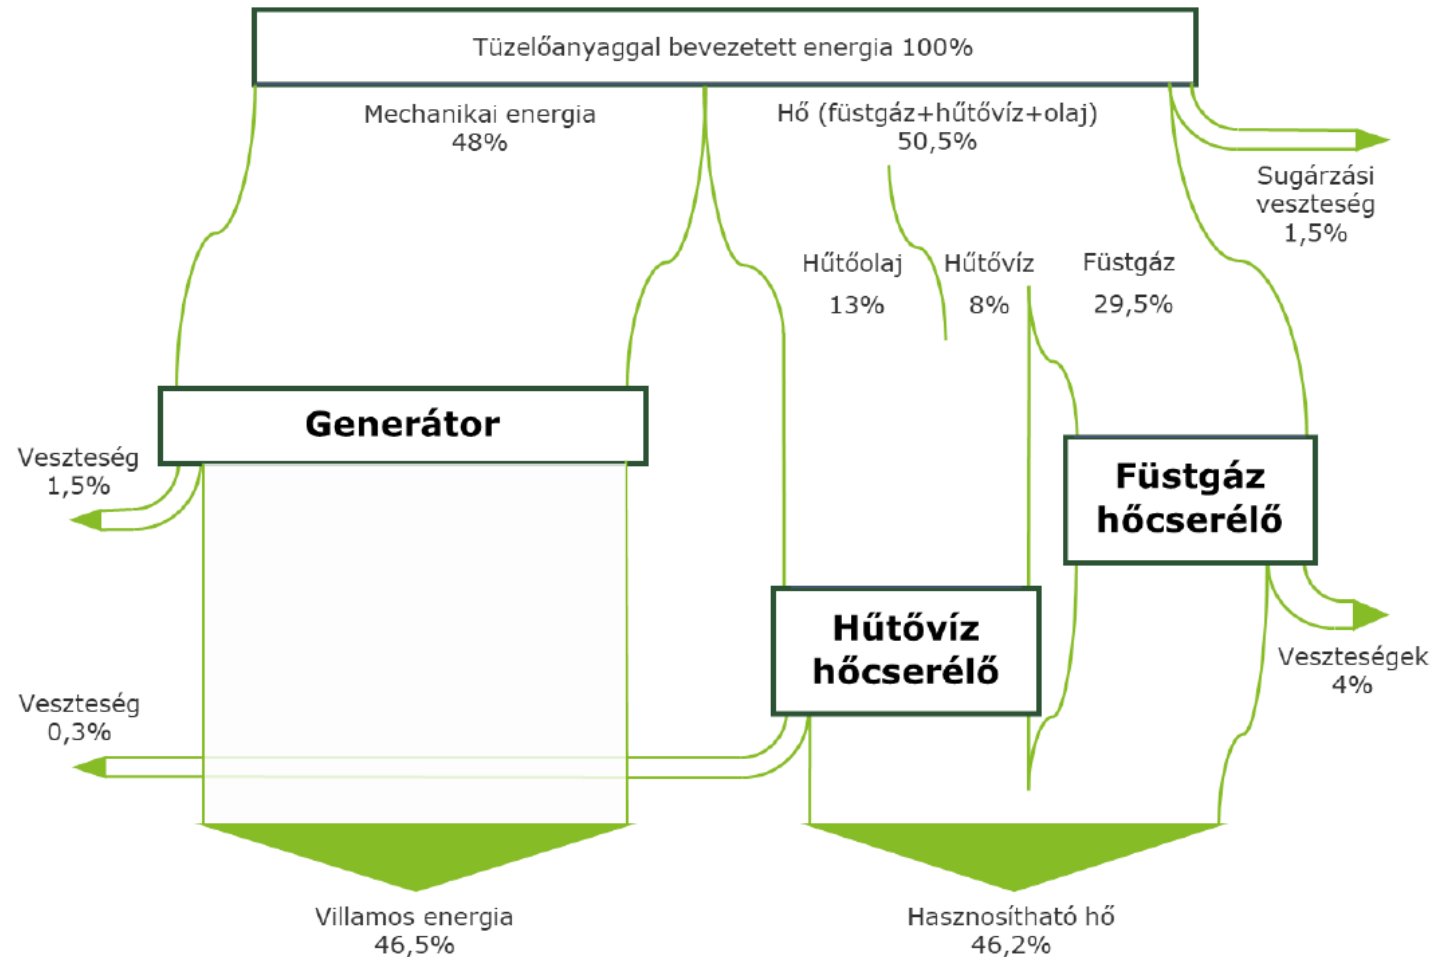 Tüzelőanyaggal bevezetett energia 100%
Mechanikai energia
48%
Hő (füstgáz+hűtővíz+olaj)
50,5%
Sugárzási
veszteség
1,5%
Hűtőolaj
13%
Hűtővíz
8%
Füstgáz
29,5%
Generátor
Veszteség
1,5%
Füstgáz
hőcserélő
Hűtővíz
hőcserélő
Veszteségek
4%
Veszteség
0,3%
Villamos energia
46,5%
Hasznosítható hő
46,2%